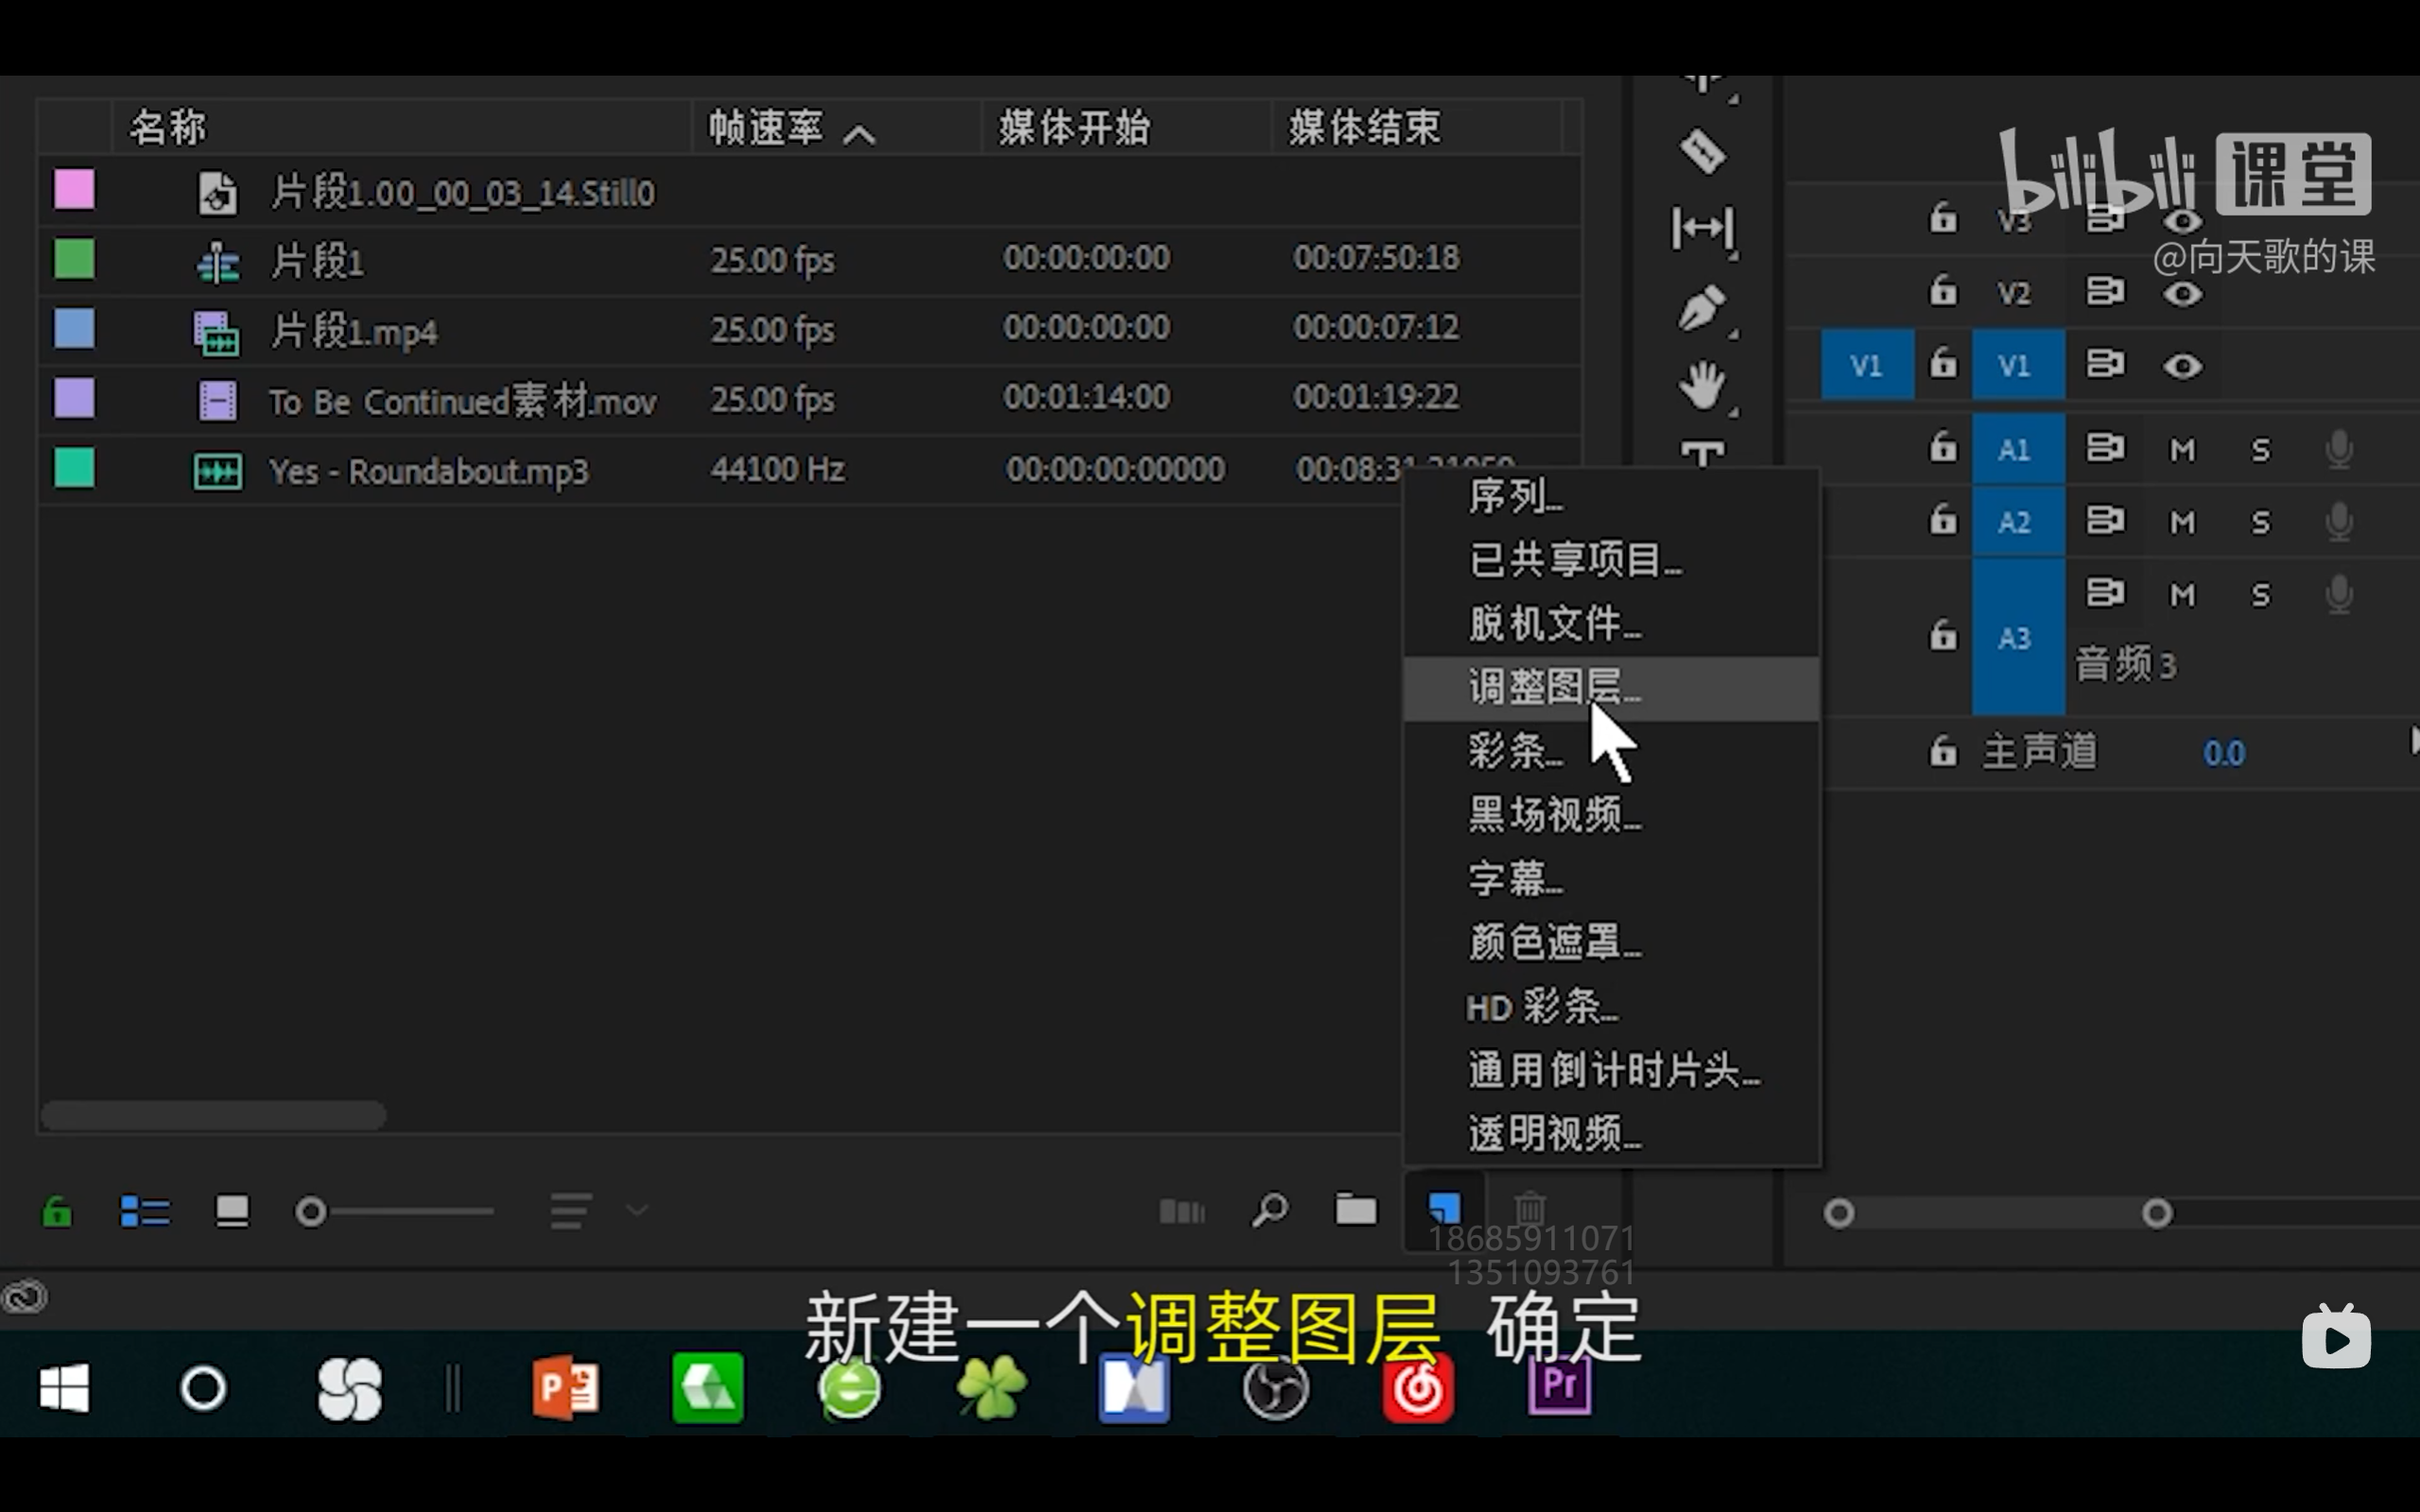 名称 帧速率 媒体开始 媒体结束
片段1.00_00_03_14.Still0
片段1 25.00 fps 00:00:00:00 00:07:50:18
片段1.mp4 25.00 fps 00:00:00:00 00:00:07:12
To Be Continued素材.mov 25.00 fps 00:01:14:00 00:01:19:22
Yes - Roundabout.mp3 44100 Hz 00:00:00:00000
序列...
已共享项目...
脱机文件...
调整图层...
彩条...
黑场视频...
字幕...
颜色遮罩...
HD 彩条...
通用倒计时片头...
透明视频...
bilibili 课堂
@向天歌的课
V3
V2
V1 V1
A1 M S
A2 M S
A3 M S
音频 3
主声道 0.0
18685911071
1351093761
新建一个调整图层 确定
P
Pr